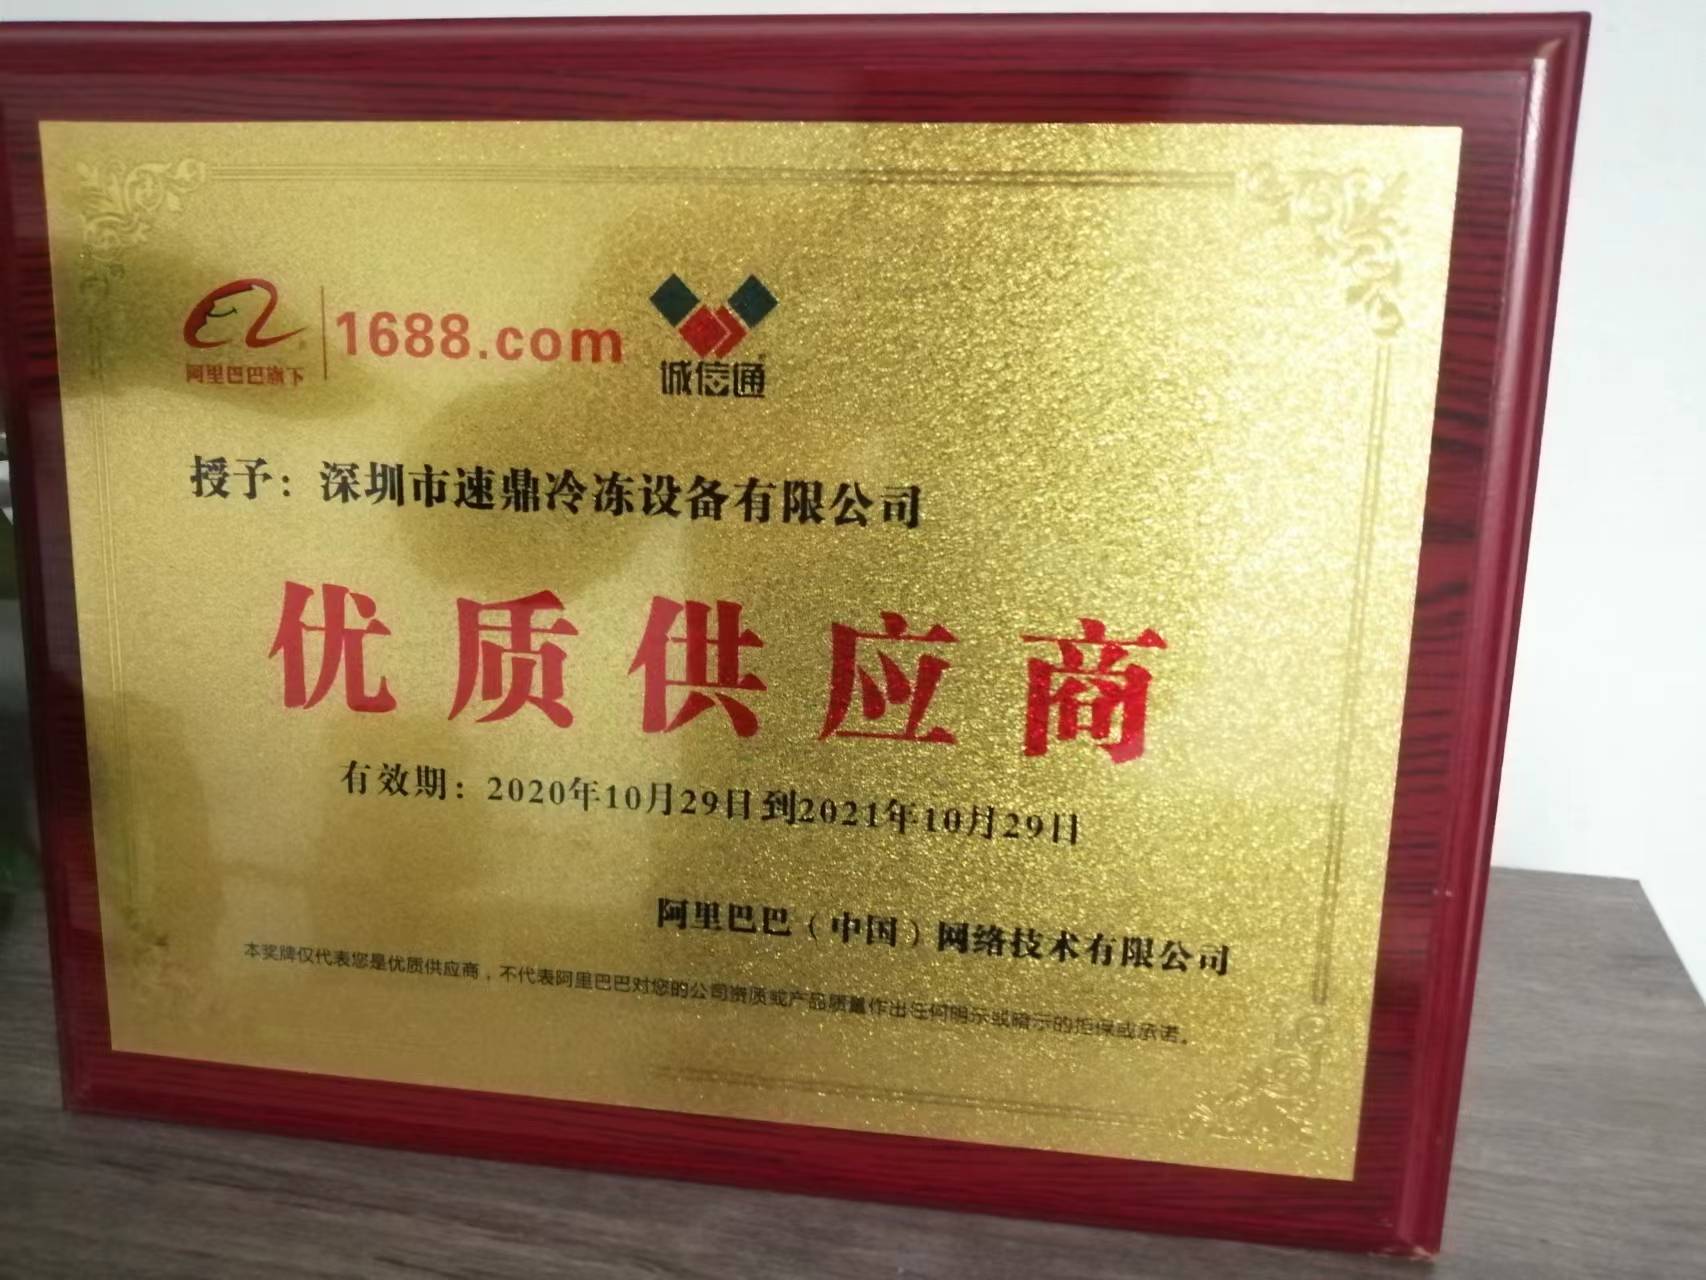 1688.com
阿里巴巴旗下
诚信通
授予：深圳市速鼎冷冻设备有限公司
优质供应商
有效期：2020年10月29日到2021年10月29日
阿里巴巴（中国）网络技术有限公司
本奖牌仅代表您是优质供应商，不代表阿里巴巴对您的公司资质或产品质量作出任何明示或暗示的担保或承诺。